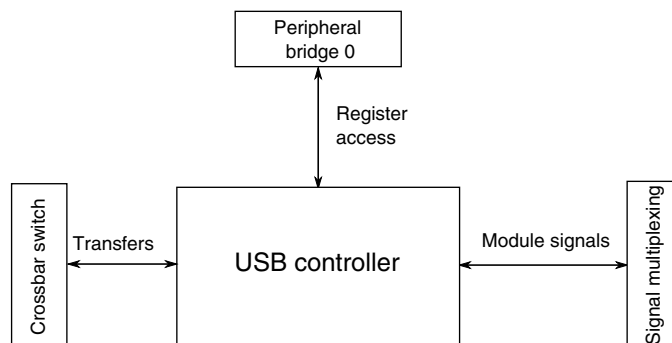 Peripheral
bridge 0
Register
access
Crossbar switch
Transfers
USB controller
Module signals
Signal multiplexing